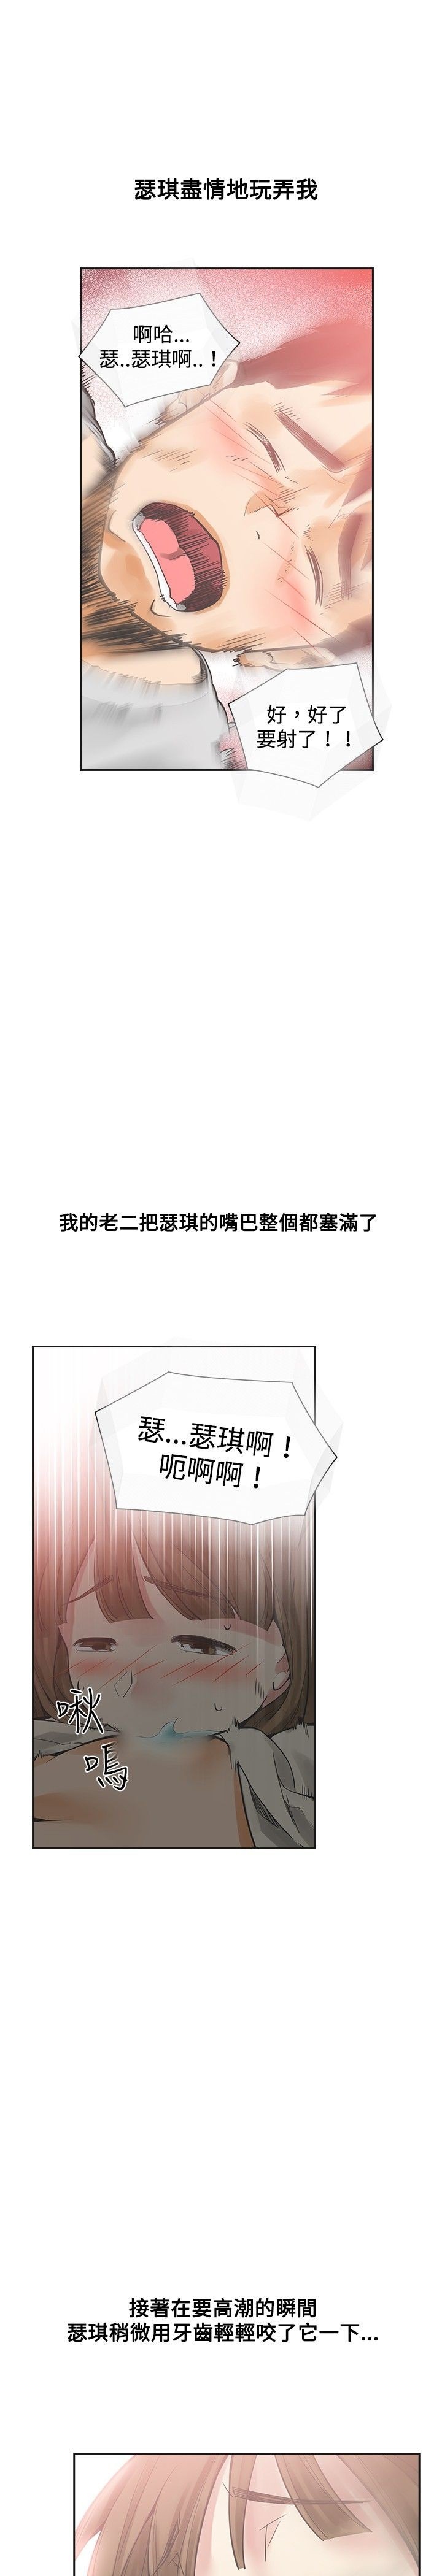 瑟琪盡情地玩弄我
啊哈...
瑟..瑟琪啊..！
好，好了
要射了！！
我的老二把瑟琪的嘴巴整個都塞滿了
瑟...瑟琪啊！
呃啊啊！
啾
嗚
接著在要高潮的瞬間
瑟琪稍微用牙齒輕輕咬了它一下...